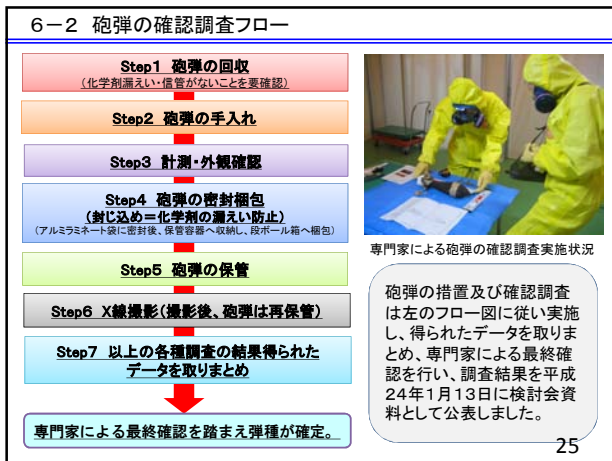 6-2 砲弾の確認調査フロー
Step1 砲弾の回収
(化学剤漏えい・信管がないことを要確認)
Step2 砲弾の手入れ
Step3 計測・外観確認
Step4 砲弾の密封梱包
(封じ込め=化学剤の漏えい防止)
(アルミラミネート袋に密封後、保管容器へ収納し、段ボール箱へ梱包)
Step5 砲弾の保管
Step6 X線撮影(撮影後、砲弾は再保管)
Step7 以上の各種調査の結果得られた
データを取りまとめ
専門家による最終確認を踏まえ弾種が確定。
専門家による砲弾の確認調査実施状況
砲弾の措置及び確認調査
は左のフロー図に従い実施
し、得られたデータを取りま
とめ、専門家による最終確
認を行い、調査結果を平成
24年1月13日に検討会資
料として公表しました。
25